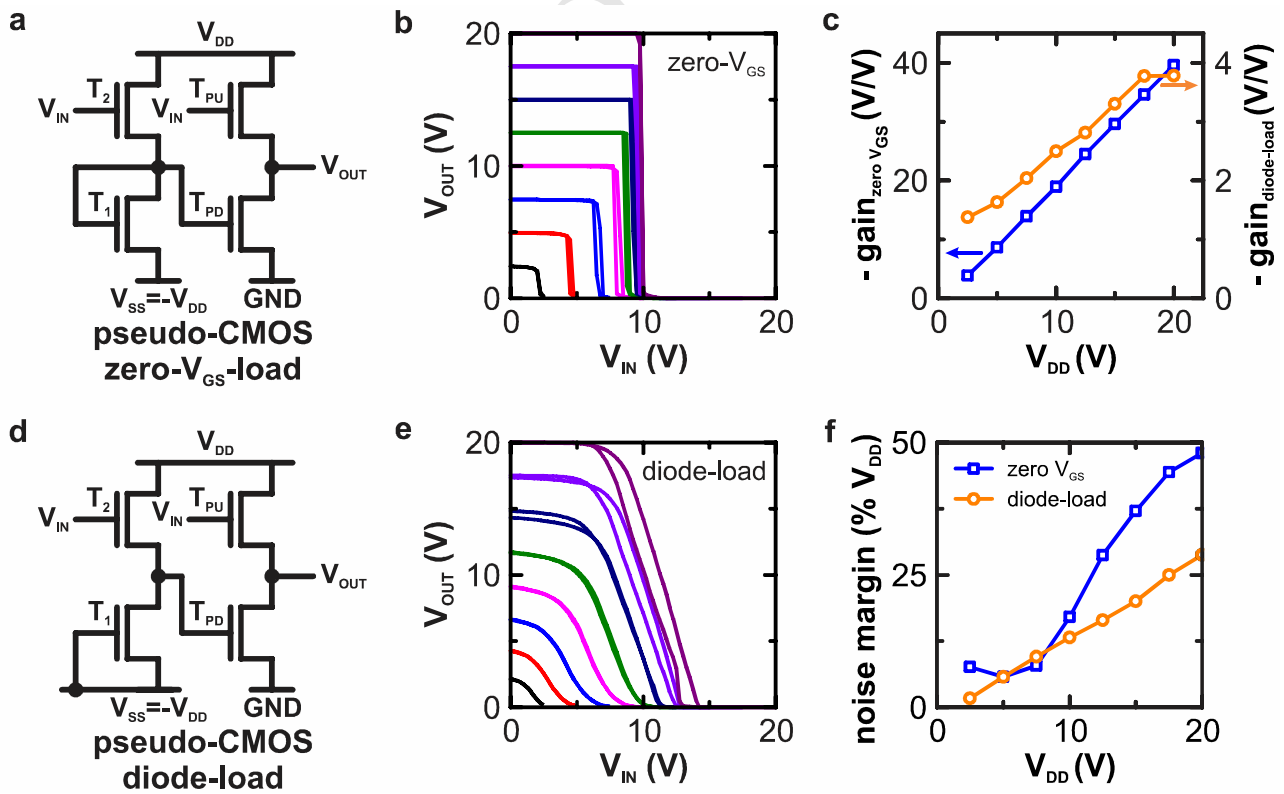 a
V_DD
T_2
T_PU
V_IN
V_IN
V_OUT
T_1
T_PD
V_SS=-V_DD
GND
pseudo-CMOS
zero-V_GS-load
b
zero-V_GS
V_OUT (V)
20
10
0
0
10
20
V_IN (V)
c
- gain_zero V_GS (V/V)
40
20
0
4
2
0
- gain_diode-load (V/V)
0
10
20
V_DD (V)
d
V_DD
T_2
T_PU
V_IN
V_IN
V_OUT
T_1
T_PD
V_SS=-V_DD
GND
pseudo-CMOS
diode-load
e
diode-load
V_OUT (V)
20
10
0
0
10
20
V_IN (V)
f
noise margin (% V_DD)
50
25
0
zero V_GS
diode-load
0
10
20
V_DD (V)